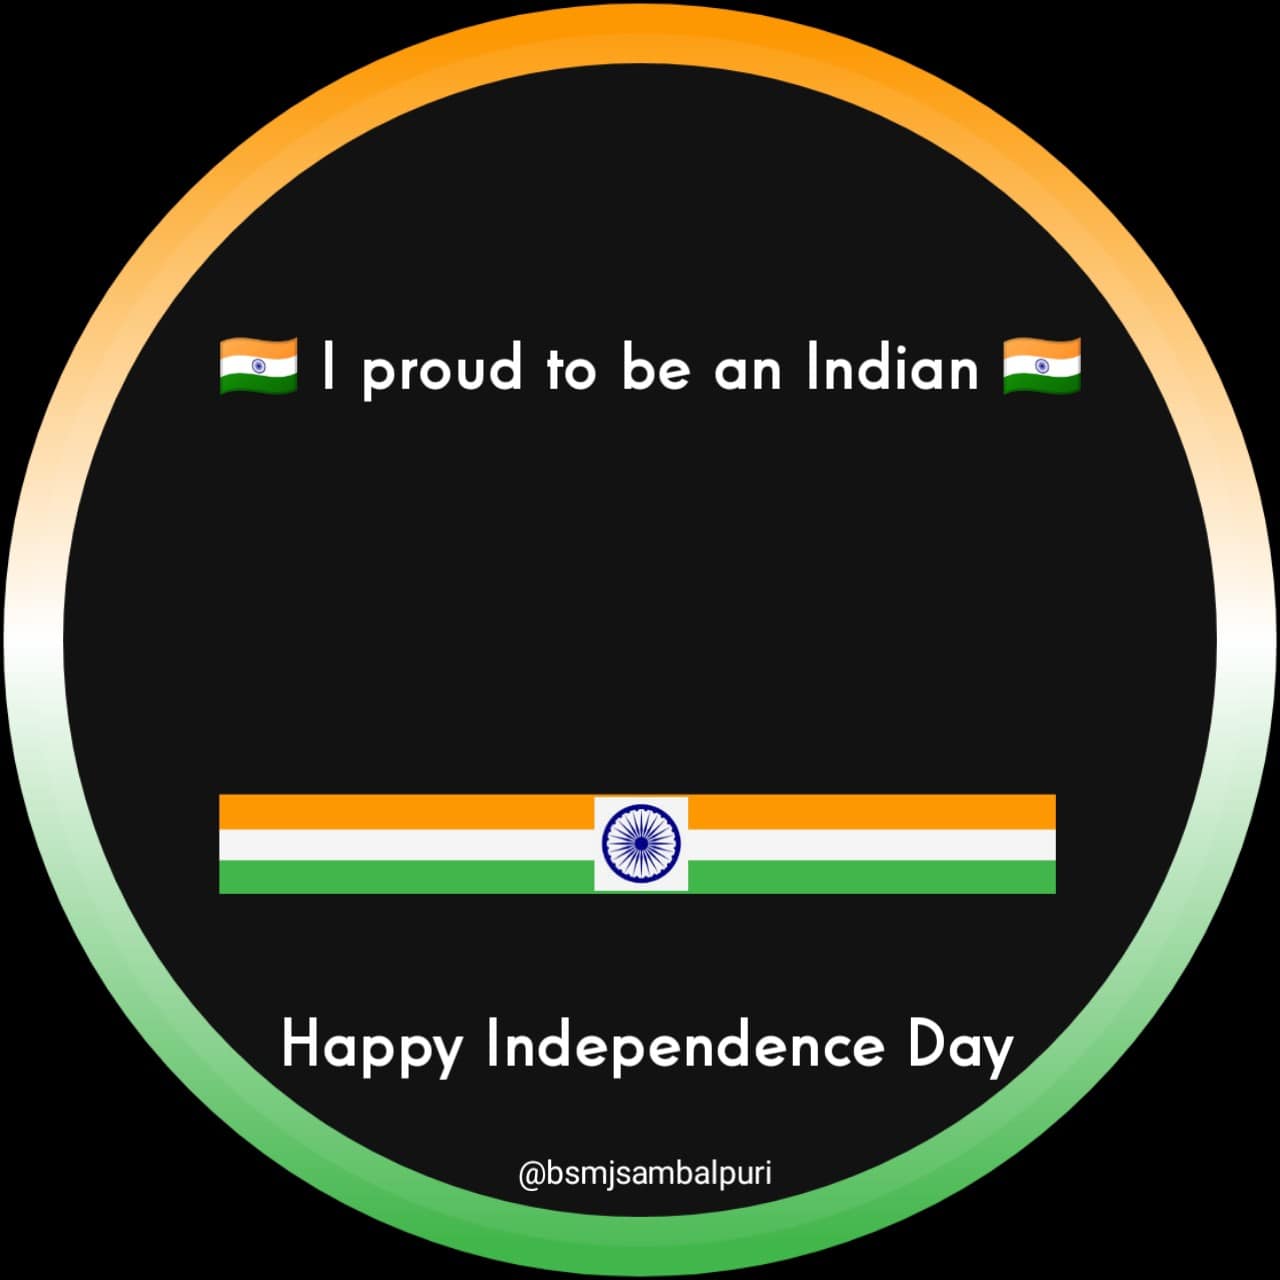 🇮🇳 I proud to be an Indian 🇮🇳
Happy Independence Day
@bsmjsambalpuri